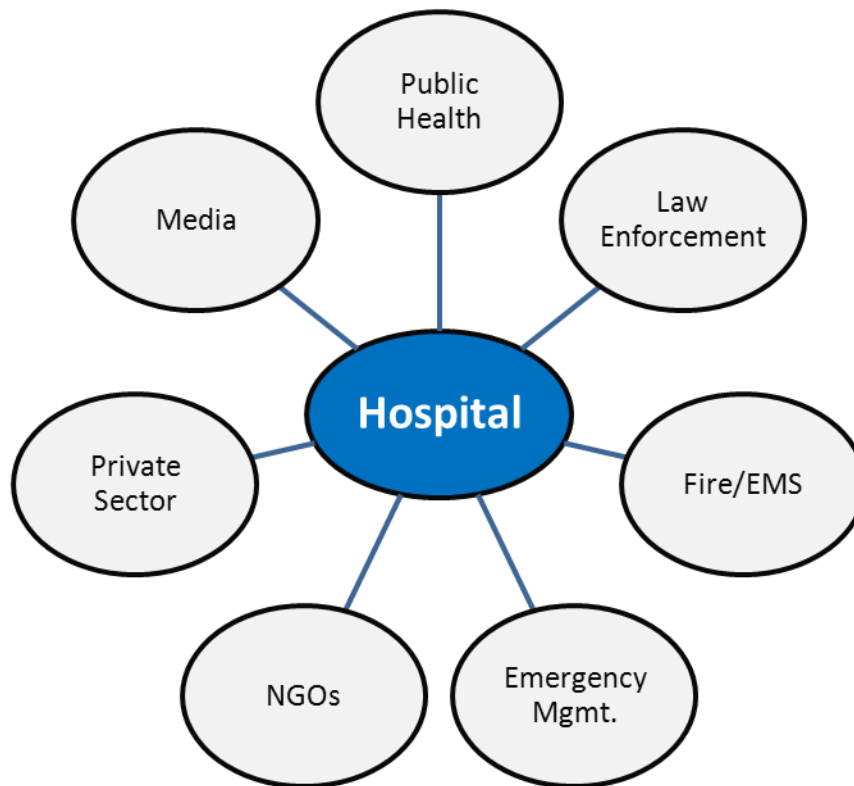 Public
Health
Law
Enforcement
Media
Hospital
Private
Sector
Fire/EMS
NGOs
Emergency
Mgmt.